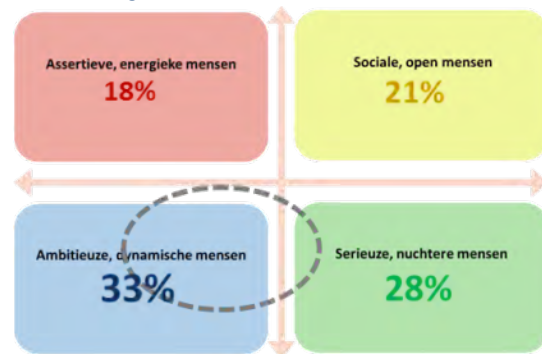 Assertieve, energieke mensen
18%
Sociale, open mensen
21%
Ambitieuze, dynamische mensen
33%
Serieuze, nuchtere mensen
28%